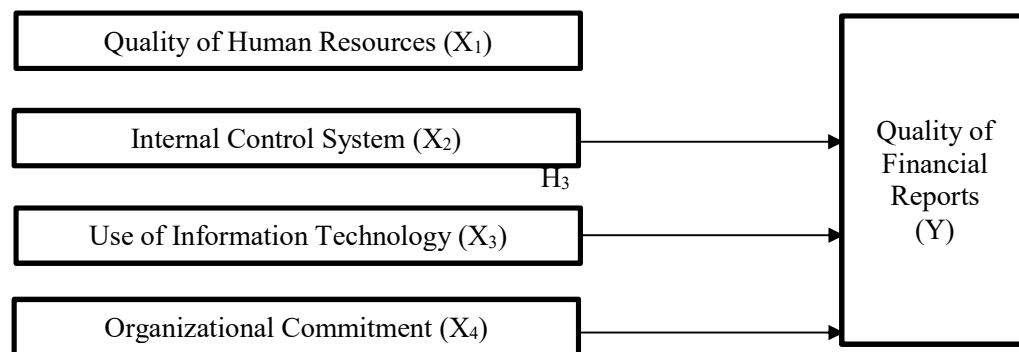 Quality of Human Resources (X₁)
Internal Control System (X₂)
H₃
Use of Information Technology (X₃)
Organizational Commitment (X₄)
Quality of
Financial
Reports
(Y)